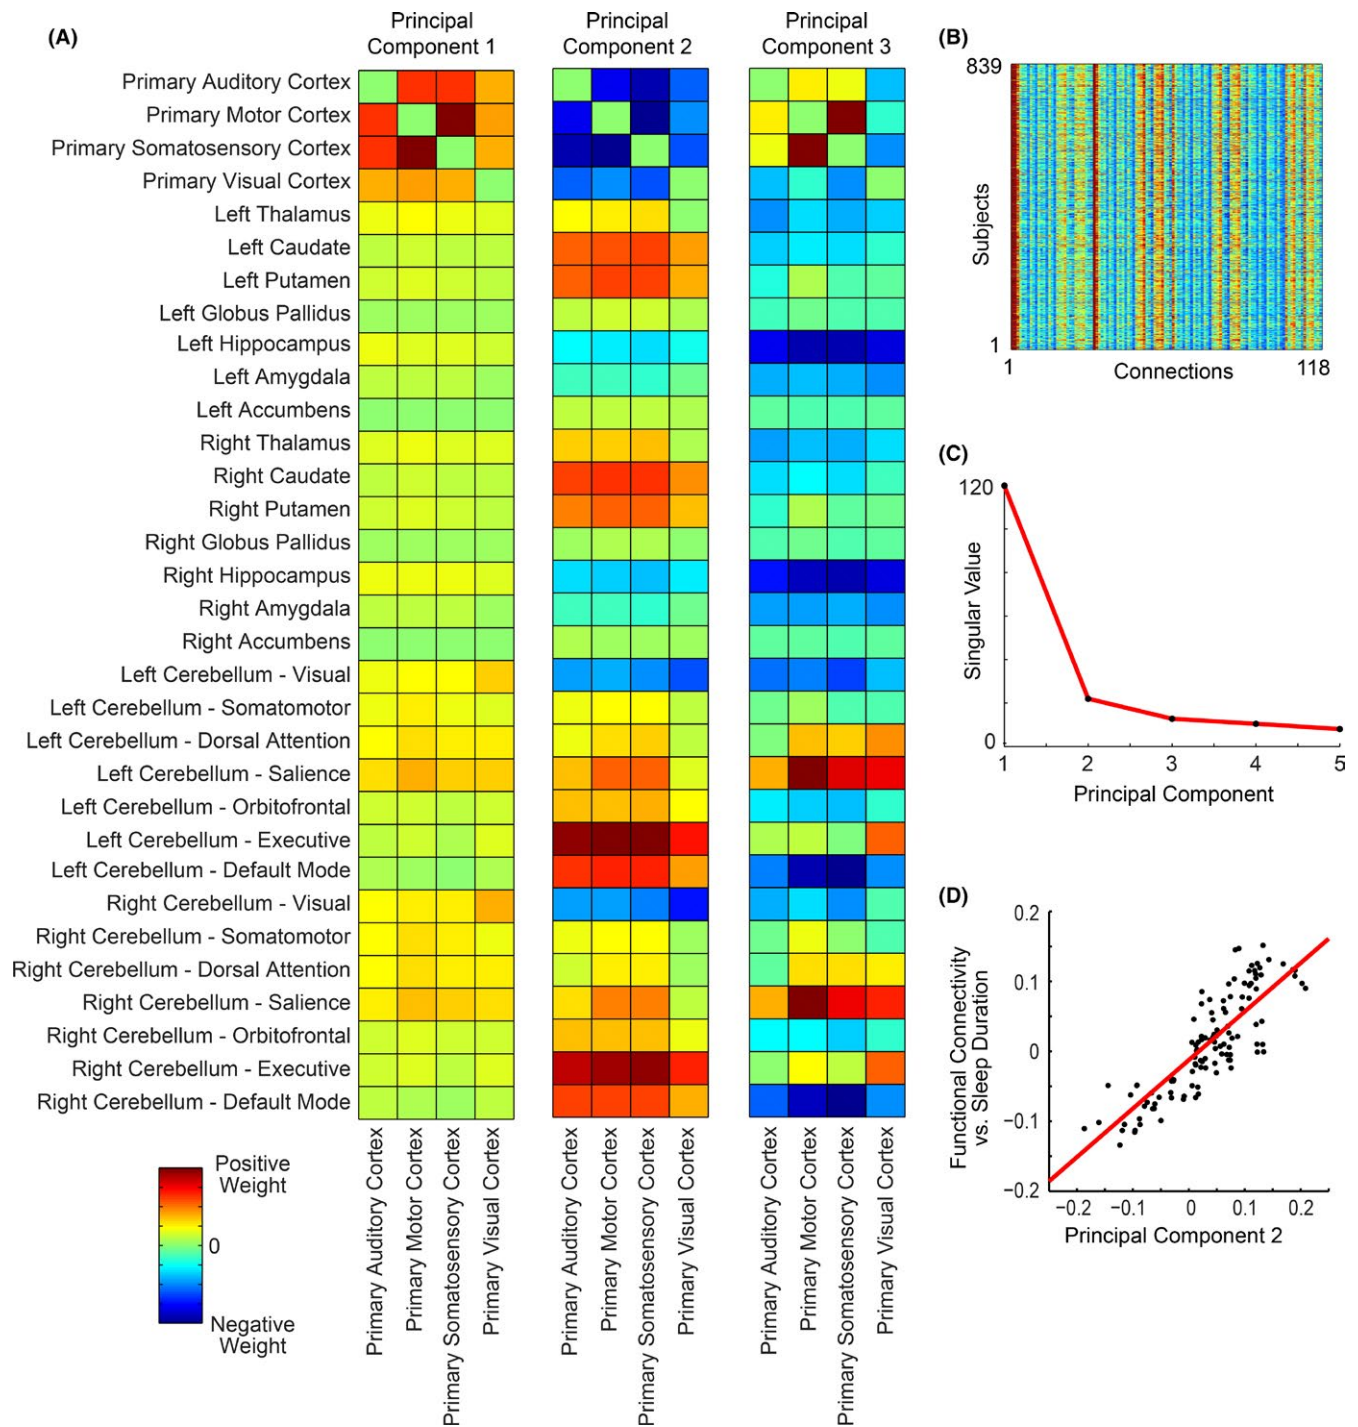 (A)
Principal
Component 1
Principal
Component 2
Principal
Component 3
Primary Auditory Cortex
Primary Motor Cortex
Primary Somatosensory Cortex
Primary Visual Cortex
Left Thalamus
Left Caudate
Left Putamen
Left Globus Pallidus
Left Hippocampus
Left Amygdala
Left Accumbens
Right Thalamus
Right Caudate
Right Putamen
Right Globus Pallidus
Right Hippocampus
Right Amygdala
Right Accumbens
Left Cerebellum - Visual
Left Cerebellum - Somatomotor
Left Cerebellum - Dorsal Attention
Left Cerebellum - Salience
Left Cerebellum - Orbitofrontal
Left Cerebellum - Executive
Left Cerebellum - Default Mode
Right Cerebellum - Visual
Right Cerebellum - Somatomotor
Right Cerebellum - Dorsal Attention
Right Cerebellum - Salience
Right Cerebellum - Orbitofrontal
Right Cerebellum - Executive
Right Cerebellum - Default Mode
Primary Auditory Cortex
Primary Motor Cortex
Primary Somatosensory Cortex
Primary Visual Cortex
Primary Auditory Cortex
Primary Motor Cortex
Primary Somatosensory Cortex
Primary Visual Cortex
Primary Auditory Cortex
Primary Motor Cortex
Primary Somatosensory Cortex
Primary Visual Cortex
Positive
Weight
0
Negative
Weight
(B)
839
Subjects
1
1
Connections
118
(C)
120
Singular Value
0
1
2
3
4
5
Principal Component
(D)
0.2
0.1
0
−0.1
−0.2
Functional Connectivity
vs. Sleep Duration
−0.2
−0.1
0
0.1
0.2
Principal Component 2